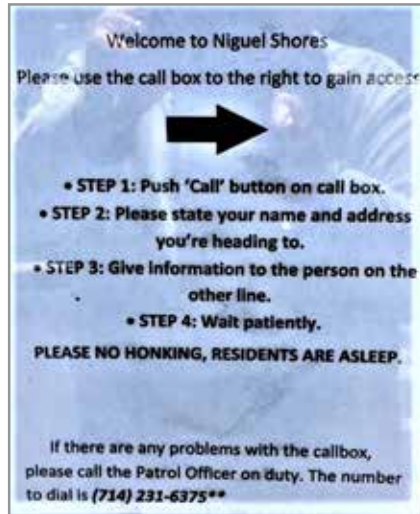 Welcome to Niguel Shores
Please use the call box to the right to gain access
• STEP 1: Push ‘Call’ button on call box.
• STEP 2: Please state your name and address
you’re heading to.
• STEP 3: Give information to the person on the
other line.
• STEP 4: Wait patiently.
PLEASE NO HONKING, RESIDENTS ARE ASLEEP.
If there are any problems with the callbox,
please call the Patrol Officer on duty. The number
to dial is (714) 231-6375**